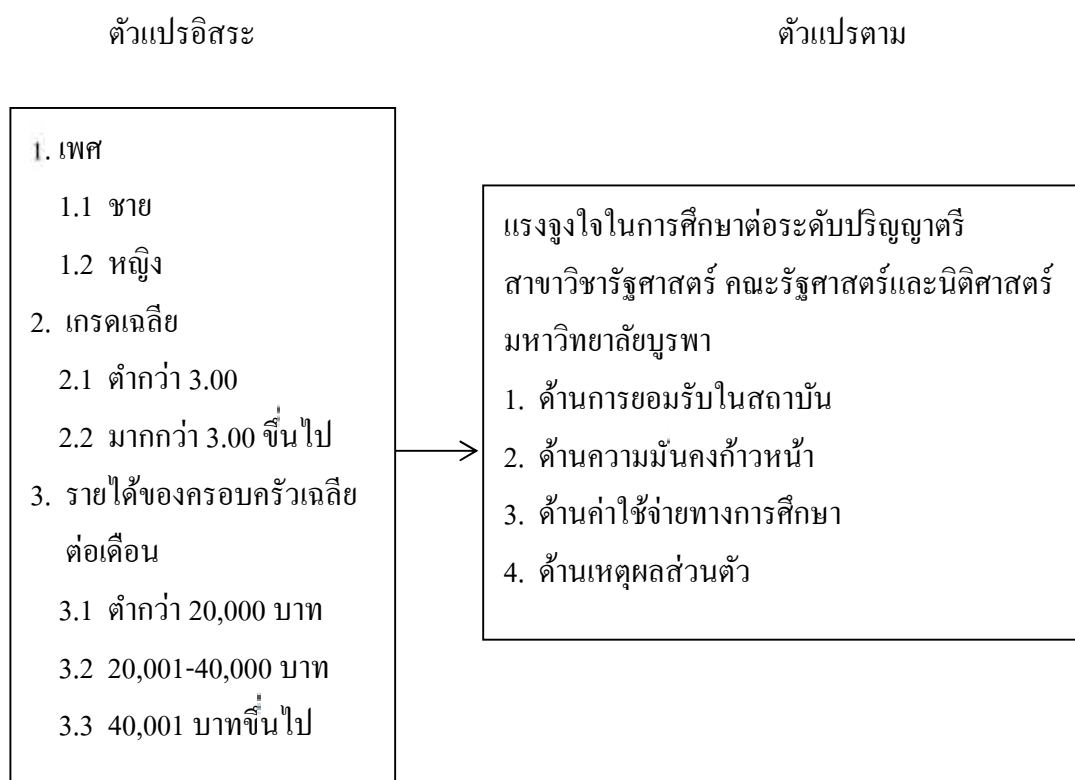 ตัวแปรอิสระ
ตัวแปรตาม
1. เพศ
1.1 ชาย
1.2 หญิง
2. เกรดเฉลี่ย
2.1 ต่ำกว่า 3.00
2.2 มากกว่า 3.00 ขึ้นไป
3. รายได้ของครอบครัวเฉลี่ย
ต่อเดือน
3.1 ต่ำกว่า 20,000 บาท
3.2 20,001-40,000 บาท
3.3 40,001 บาทขึ้นไป
แรงจูงใจในการศึกษาต่อระดับปริญญาตรี
สาขาวิชารัฐศาสตร์ คณะรัฐศาสตร์และนิติศาสตร์
มหาวิทยาลัยบูรพา
1. ด้านการยอมรับในสถาบัน
2. ด้านความมั่นคงก้าวหน้า
3. ด้านค่าใช้จ่ายทางการศึกษา
4. ด้านเหตุผลส่วนตัว